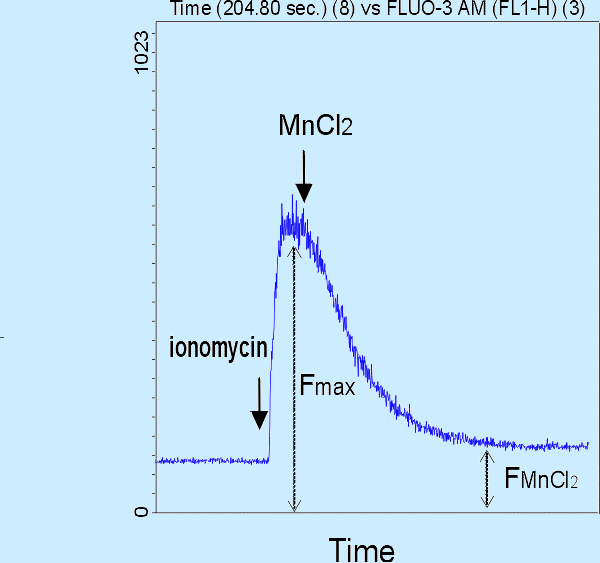 Time (204.80 sec.) (8) vs FLUO-3 AM (FL1-H) (3)
1023
MnCl2
ionomycin
Fmax
FMnCl2
0
Time